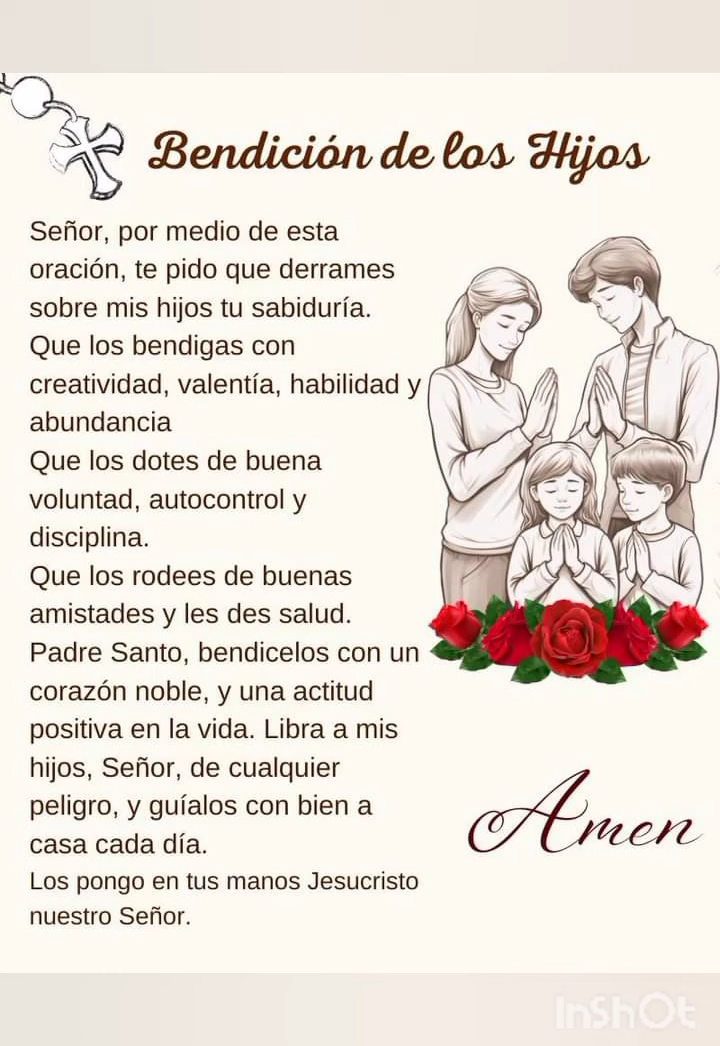 Bendición de los Hijos
Señor, por medio de esta
oración, te pido que derrames
sobre mis hijos tu sabiduría.
Que los bendigas con
creatividad, valentía, habilidad y
abundancia
Que los dotes de buena
voluntad, autocontrol y
disciplina.
Que los rodees de buenas
amistades y les des salud.
Padre Santo, bendicelos con un
corazón noble, y una actitud
positiva en la vida. Libra a mis
hijos, Señor, de cualquier
peligro, y guíalos con bien a
casa cada día.
Los pongo en tus manos Jesucristo
nuestro Señor.
Amen
InShOt